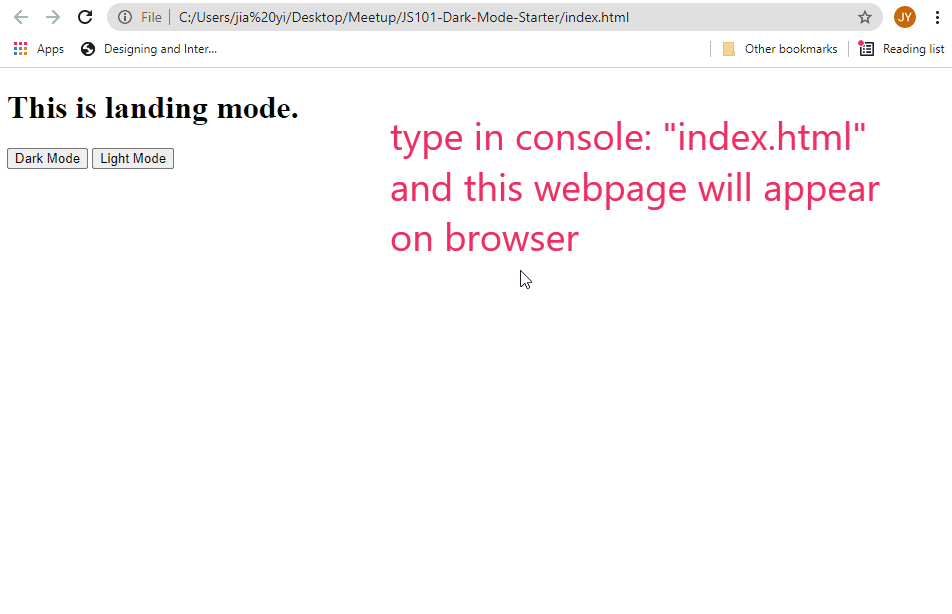 File
C:/Users/jia%20yi/Desktop/Meetup/JS101-Dark-Mode-Starter/index.html
JY
Apps
Designing and Inter...
Other bookmarks
Reading list
This is landing mode.
Dark Mode
Light Mode
type in console: "index.html"
and this webpage will appear
on browser